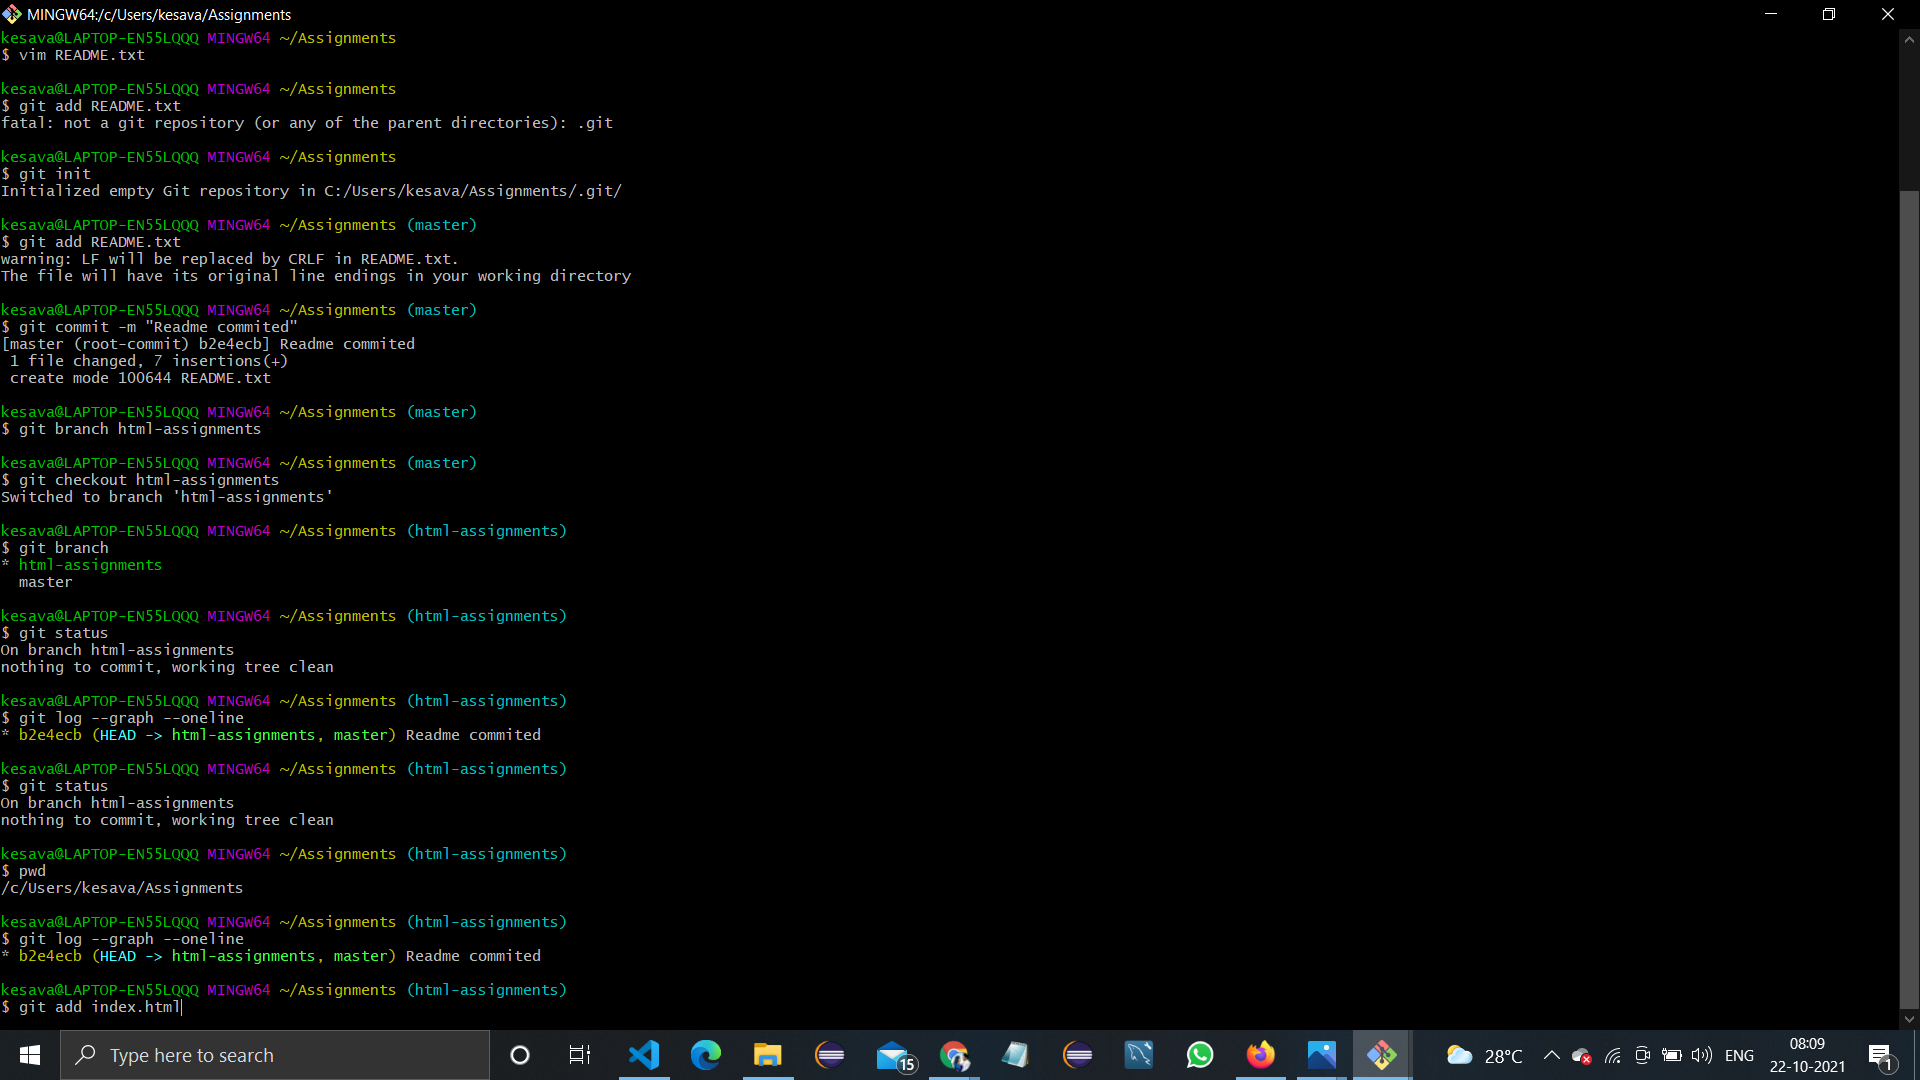 MINGW64:/c/Users/kesava/Assignments
kesava@LAPTOP-EN55LQQQ MINGW64 ~/Assignments
$ vim README.txt
kesava@LAPTOP-EN55LQQQ MINGW64 ~/Assignments
$ git add README.txt
fatal: not a git repository (or any of the parent directories): .git
kesava@LAPTOP-EN55LQQQ MINGW64 ~/Assignments
$ git init
Initialized empty Git repository in C:/Users/kesava/Assignments/.git/
kesava@LAPTOP-EN55LQQQ MINGW64 ~/Assignments (master)
$ git add README.txt
warning: LF will be replaced by CRLF in README.txt.
The file will have its original line endings in your working directory
kesava@LAPTOP-EN55LQQQ MINGW64 ~/Assignments (master)
$ git commit -m "Readme commited"
[master (root-commit) b2e4ecb] Readme commited
 1 file changed, 7 insertions(+)
 create mode 100644 README.txt
kesava@LAPTOP-EN55LQQQ MINGW64 ~/Assignments (master)
$ git branch html-assignments
kesava@LAPTOP-EN55LQQQ MINGW64 ~/Assignments (master)
$ git checkout html-assignments
Switched to branch 'html-assignments'
kesava@LAPTOP-EN55LQQQ MINGW64 ~/Assignments (html-assignments)
$ git branch
* html-assignments
  master
kesava@LAPTOP-EN55LQQQ MINGW64 ~/Assignments (html-assignments)
$ git status
On branch html-assignments
nothing to commit, working tree clean
kesava@LAPTOP-EN55LQQQ MINGW64 ~/Assignments (html-assignments)
$ git log --graph --oneline
* b2e4ecb (HEAD -> html-assignments, master) Readme commited
kesava@LAPTOP-EN55LQQQ MINGW64 ~/Assignments (html-assignments)
$ git status
On branch html-assignments
nothing to commit, working tree clean
kesava@LAPTOP-EN55LQQQ MINGW64 ~/Assignments (html-assignments)
$ pwd
/c/Users/kesava/Assignments
kesava@LAPTOP-EN55LQQQ MINGW64 ~/Assignments (html-assignments)
$ git log --graph --oneline
* b2e4ecb (HEAD -> html-assignments, master) Readme commited
kesava@LAPTOP-EN55LQQQ MINGW64 ~/Assignments (html-assignments)
$ git add index.html
Type here to search
15
28°C
ENG
08:09
22-10-2021
1